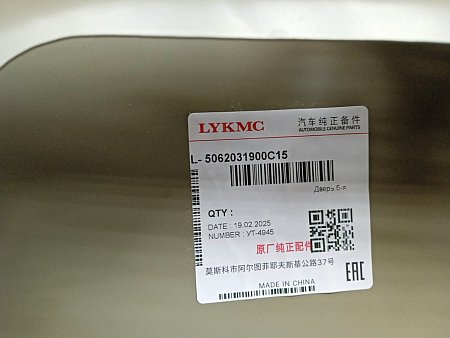 LYKMC
汽车纯正备件
AUTOMOBILE GENUINE PARTS
L-5062031900C15
Дверь 5-я
QTY :
DATE : 19.02.2025
NUMBER : УТ-4945
原厂纯正配件
莫斯科市阿尔图菲耶夫斯基公路37号
EAC
MADE IN CHINA